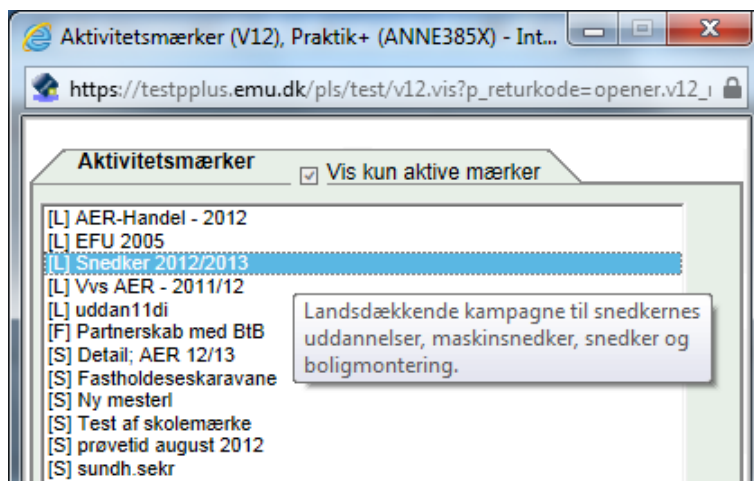 Aktivitetsmærker (V12), Praktik+ (ANNE385X) - Int...
https://testpplus.emu.dk/pls/test/v12.vis?p_returkode=opener.v12_
Aktivitetsmærker
Vis kun aktive mærker
[L] AER-Handel - 2012
[L] EFU 2005
[L] Snedker 2012/2013
[L] Vvs AER - 2011/12
[L] uddan11di
[F] Partnerskab med BtB
[S] Detail; AER 12/13
[S] Fastholdeseskaravane
[S] Ny mesterl
[S] Test af skolemærke
[S] prøvetid august 2012
[S] sundh.sekr
Landsdækkende kampagne til snedkernes
uddannelser, maskinsnedker, snedker og
boligmontering.